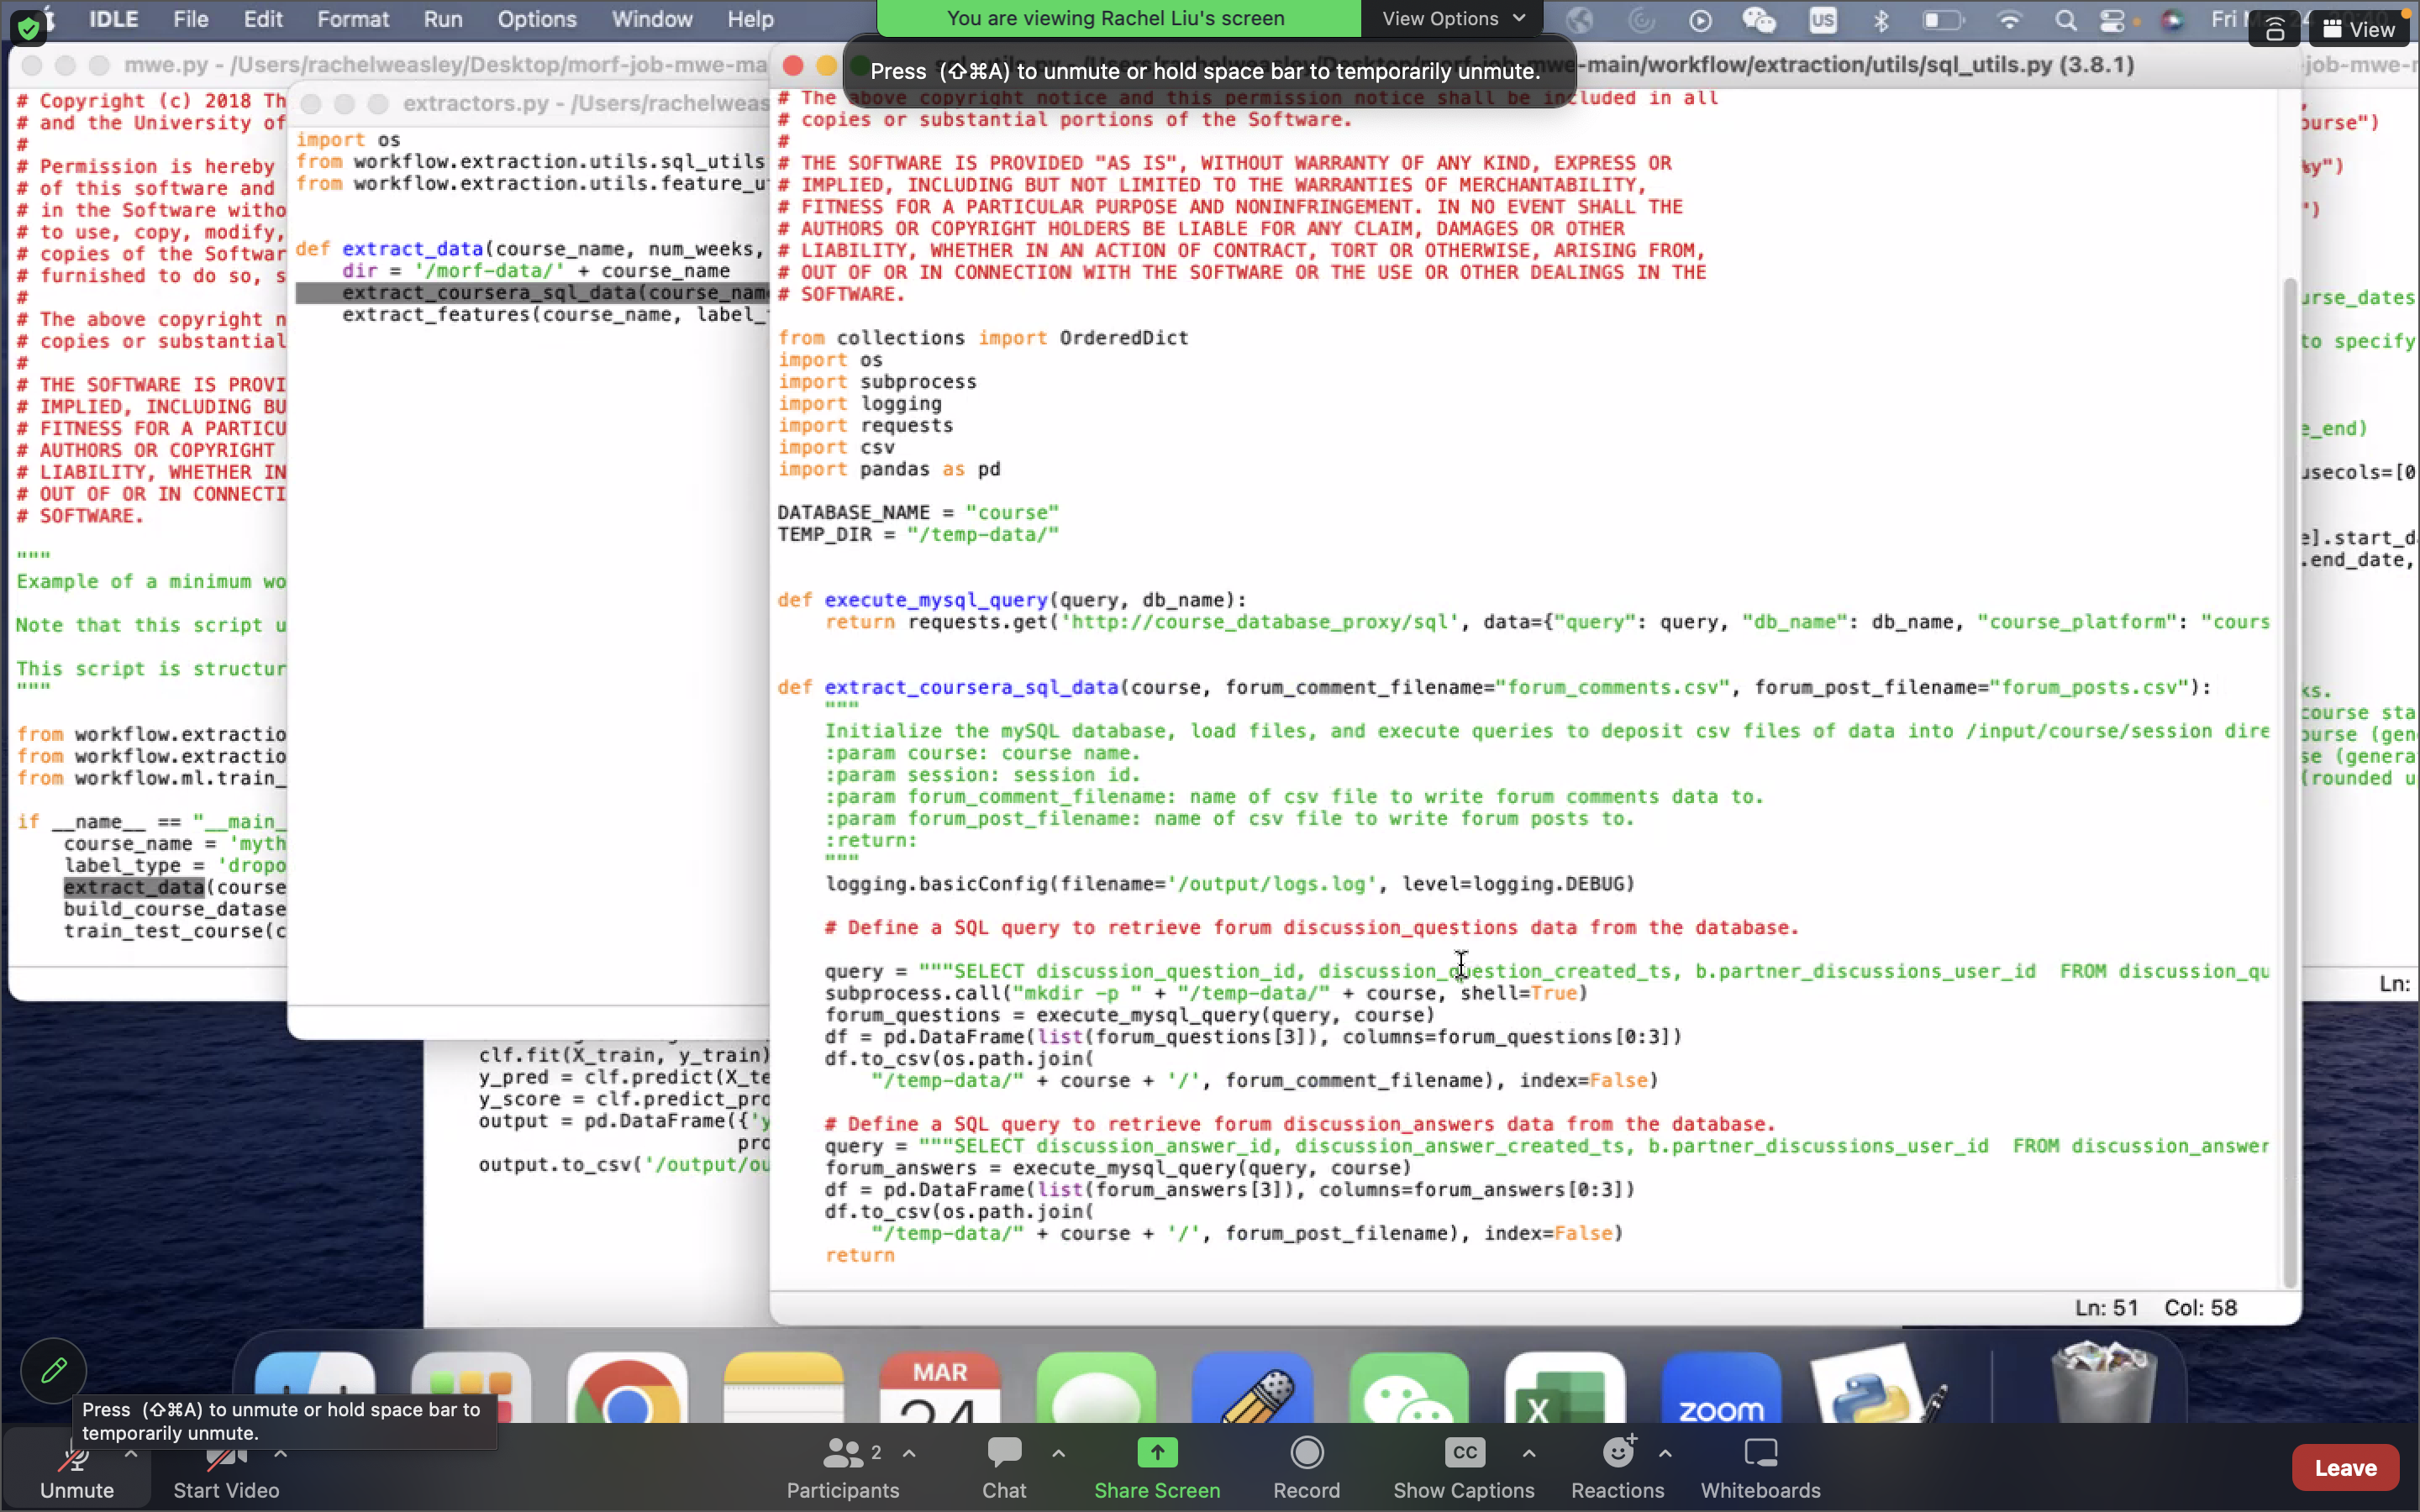 IDLE File Edit Format Run Options Window Help
You are viewing Rachel Liu's screen
View Options
US
Fri
View
Press (⇧⌘A) to unmute or hold space bar to temporarily unmute.
mwe.py - /Users/rachelweasley/Desktop/morf-job-mwe-ma
# Copyright (c) 2018 Th
# and the University of
#
# Permission is hereby
# of this software and
# in the Software witho
# to use, copy, modify,
# copies of the Softwar
# furnished to do so, s
#
# The above copyright n
# copies or substantial
#
# THE SOFTWARE IS PROVI
# IMPLIED, INCLUDING BU
# FITNESS FOR A PARTICU
# AUTHORS OR COPYRIGHT
# LIABILITY, WHETHER IN
# OUT OF OR IN CONNECTI
# SOFTWARE.
"""
Example of a minimum wo
Note that this script u
This script is structur
"""
from workflow.extractio
from workflow.extractio
from workflow.ml.train_
if __name__ == "__main_
course_name = 'myth
label_type = 'dropo
extract_data(course
build_course_datase
train_test_course(c
extractors.py - /Users/rachelweas
import os
from workflow.extraction.utils.sql_utils
from workflow.extraction.utils.feature_u
def extract_data(course_name, num_weeks,
dir = '/morf-data/' + course_name
extract_coursera_sql_data(course_nam
extract_features(course_name, label_
clf.fit(X_train, y_train)
y_pred = clf.predict(X_te
y_score = clf.predict_pro
output = pd.DataFrame({'y
pro
output.to_csv('/output/ou
mwe-main/workflow/extraction/utils/sql_utils.py (3.8.1)
# The above copyright notice and this permission notice shall be included in all
# copies or substantial portions of the Software.
#
# THE SOFTWARE IS PROVIDED "AS IS", WITHOUT WARRANTY OF ANY KIND, EXPRESS OR
# IMPLIED, INCLUDING BUT NOT LIMITED TO THE WARRANTIES OF MERCHANTABILITY,
# FITNESS FOR A PARTICULAR PURPOSE AND NONINFRINGEMENT. IN NO EVENT SHALL THE
# AUTHORS OR COPYRIGHT HOLDERS BE LIABLE FOR ANY CLAIM, DAMAGES OR OTHER
# LIABILITY, WHETHER IN AN ACTION OF CONTRACT, TORT OR OTHERWISE, ARISING FROM,
# OUT OF OR IN CONNECTION WITH THE SOFTWARE OR THE USE OR OTHER DEALINGS IN THE
# SOFTWARE.
from collections import OrderedDict
import os
import subprocess
import logging
import requests
import csv
import pandas as pd
DATABASE_NAME = "course"
TEMP_DIR = "/temp-data/"
def execute_mysql_query(query, db_name):
return requests.get('http://course_database_proxy/sql', data={"query": query, "db_name": db_name, "course_platform": "cours
def extract_coursera_sql_data(course, forum_comment_filename="forum_comments.csv", forum_post_filename="forum_posts.csv"):
"""
Initialize the mySQL database, load files, and execute queries to deposit csv files of data into /input/course/session dire
:param course: course name.
:param session: session id.
:param forum_comment_filename: name of csv file to write forum comments data to.
:param forum_post_filename: name of csv file to write forum posts to.
:return:
"""
logging.basicConfig(filename='/output/logs.log', level=logging.DEBUG)
# Define a SQL query to retrieve forum discussion_questions data from the database.
query = """SELECT discussion_question_id, discussion_question_created_ts, b.partner_discussions_user_id  FROM discussion_qu
subprocess.call("mkdir -p " + "/temp-data/" + course, shell=True)
forum_questions = execute_mysql_query(query, course)
df = pd.DataFrame(list(forum_questions[3]), columns=forum_questions[0:3])
df.to_csv(os.path.join(
"/temp-data/" + course + '/', forum_comment_filename), index=False)
# Define a SQL query to retrieve forum discussion_answers data from the database.
query = """SELECT discussion_answer_id, discussion_answer_created_ts, b.partner_discussions_user_id  FROM discussion_answer
forum_answers = execute_mysql_query(query, course)
df = pd.DataFrame(list(forum_answers[3]), columns=forum_answers[0:3])
df.to_csv(os.path.join(
"/temp-data/" + course + '/', forum_post_filename), index=False)
return
Ln: 51 Col: 58
job-mwe-m
ourse")
%y")
')
urse_dates
to specify
e_end)
usecols=[0
e].start_d
.end_date,
ks.
course sta
ourse (gen
se (genera
(rounded u
Ln:
MAR
24
X
zoom
Press (⇧⌘A) to unmute or hold space bar to
temporarily unmute.
Unmute
Start Video
2
Participants
Chat
Share Screen
Record
CC
Show Captions
Reactions
Whiteboards
Leave